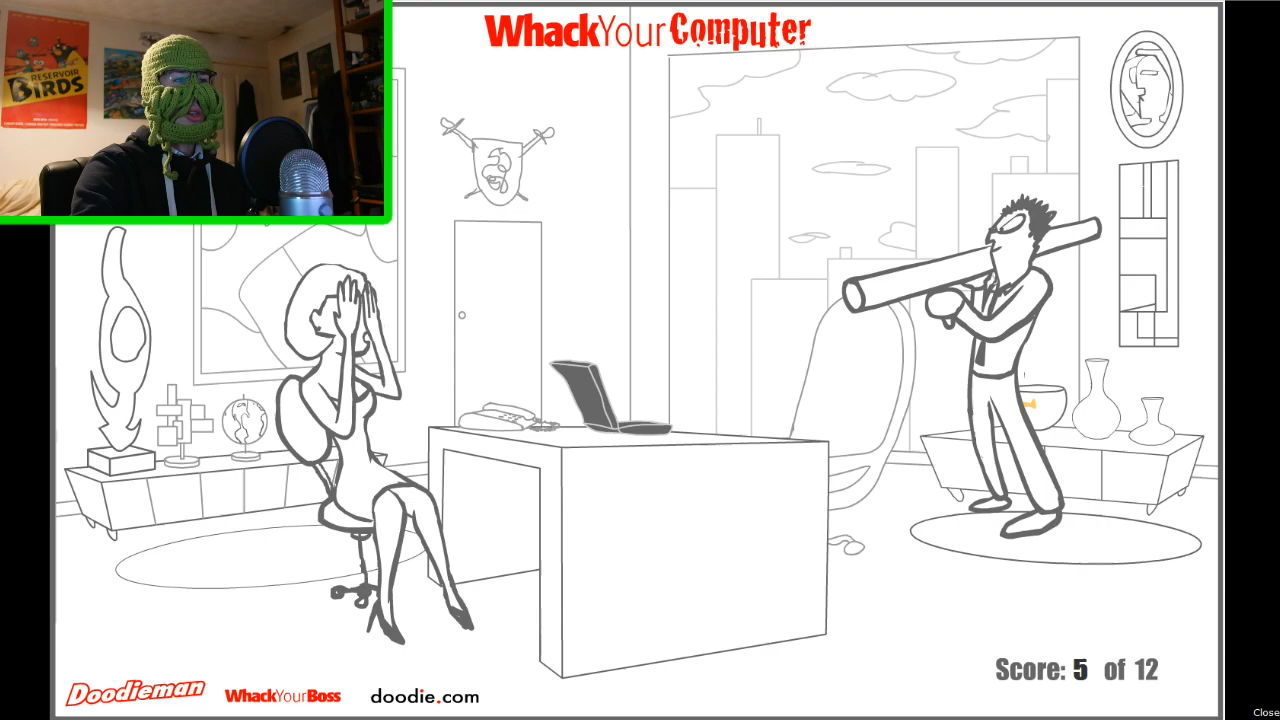 WhackYourComputer
RESERVOIR
BIRDS
Score: 5 of 12
Doodieman
WhackYourBoss
doodie.com
Close